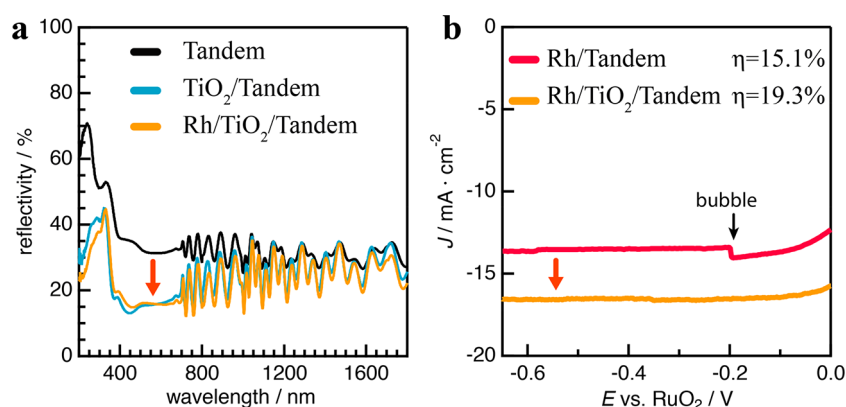 a
100
80
60
40
20
0
reflectivity / %
Tandem
TiO₂/Tandem
Rh/TiO₂/Tandem
400 800 1200 1600
wavelength / nm
b
0
-5
-10
-15
-20
J / mA · cm⁻²
Rh/Tandem η=15.1%
Rh/TiO₂/Tandem η=19.3%
bubble
-0.6 -0.4 -0.2 0.0
E vs. RuO₂ / V